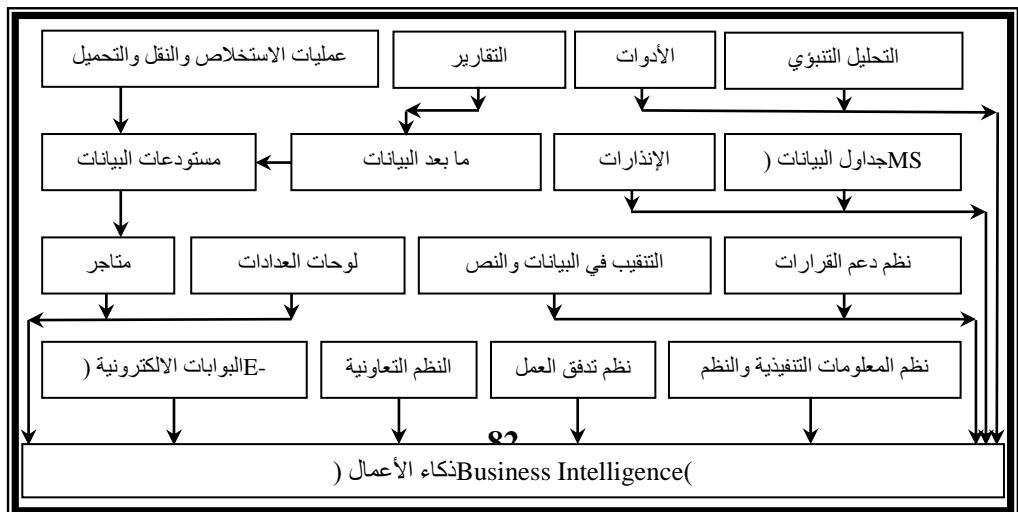 التحليل التنبؤي
الأدوات
التقارير
عمليات الاستخلاص والنقل والتحميل
MSجداول البيانات (
الإنذارات
ما بعد البيانات
مستودعات البيانات
نظم دعم القرارات
التنقيب في البيانات والنص
لوحات العدادات
متاجر
نظم المعلومات التنفيذية والنظم
نظم تدفق العمل
النظم التعاونية
-Eالبوابات الالكترونية (
82
)Business Intelligenceذكاء الأعمال (